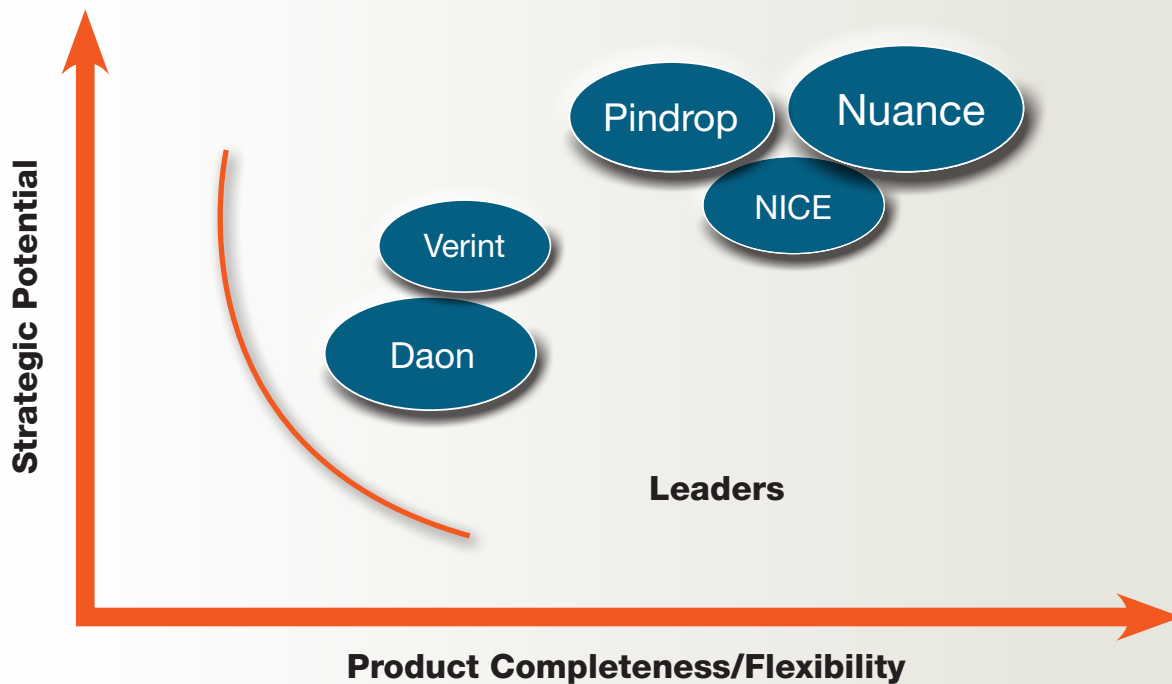 Strategic Potential
Pindrop
Nuance
NICE
Verint
Daon
Leaders
Product Completeness/Flexibility